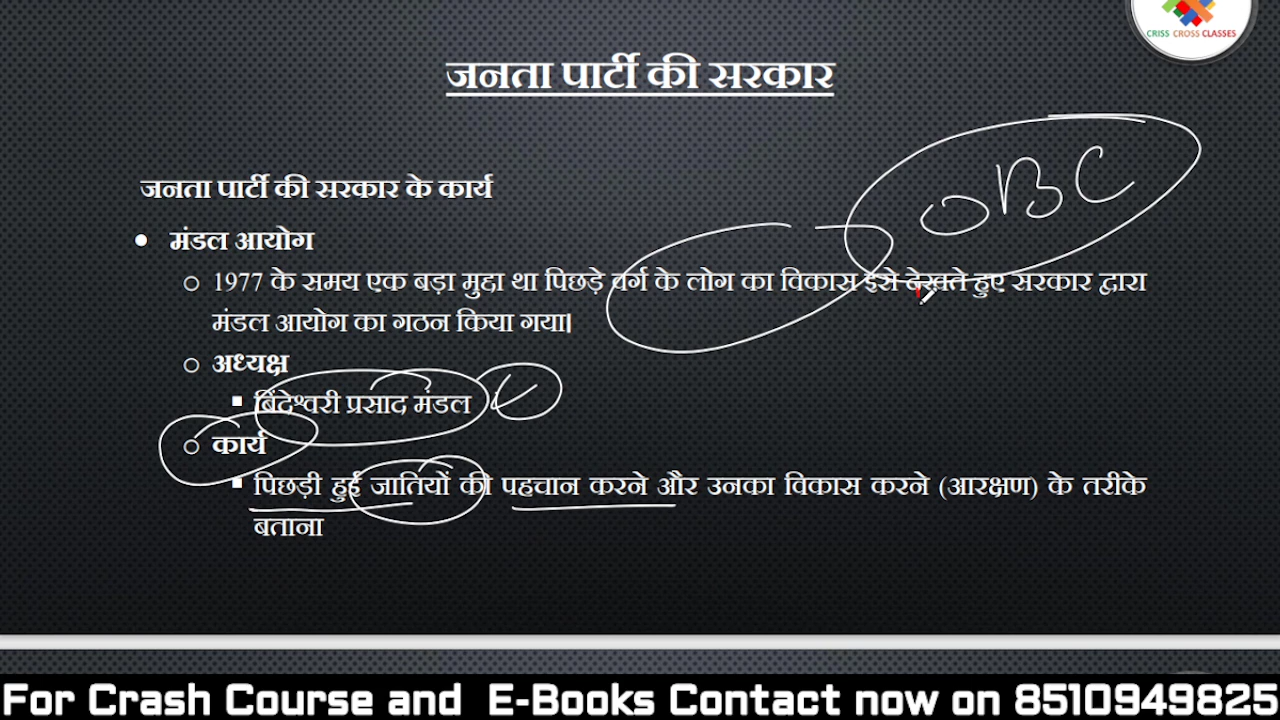 CRISS CROSS CLASSES
जनता पार्टी की सरकार
OBC
जनता पार्टी की सरकार के कार्य
• मंडल आयोग
○ 1977 के समय एक बड़ा मुद्दा था पिछड़े वर्ग के लोग का विकास इसे देखते हुए सरकार द्वारा
मंडल आयोग का गठन किया गया।
○ अध्यक्ष
▪ बिंदेश्वरी प्रसाद मंडल
○ कार्य
▪ पिछड़ी हुई जातियों की पहचान करने और उनका विकास करने (आरक्षण) के तरीके
बताना
For Crash Course and E-Books Contact now on 8510949825